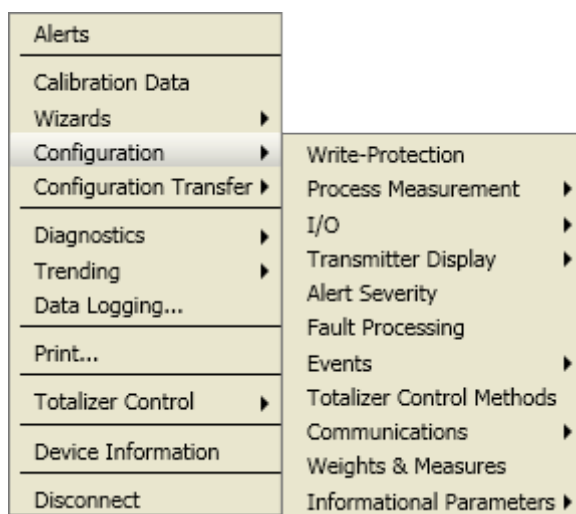 Alerts
Calibration Data
Wizards
Configuration
Configuration Transfer
Diagnostics
Trending
Data Logging...
Print...
Totalizer Control
Device Information
Disconnect
Write-Protection
Process Measurement
I/O
Transmitter Display
Alert Severity
Fault Processing
Events
Totalizer Control Methods
Communications
Weights & Measures
Informational Parameters